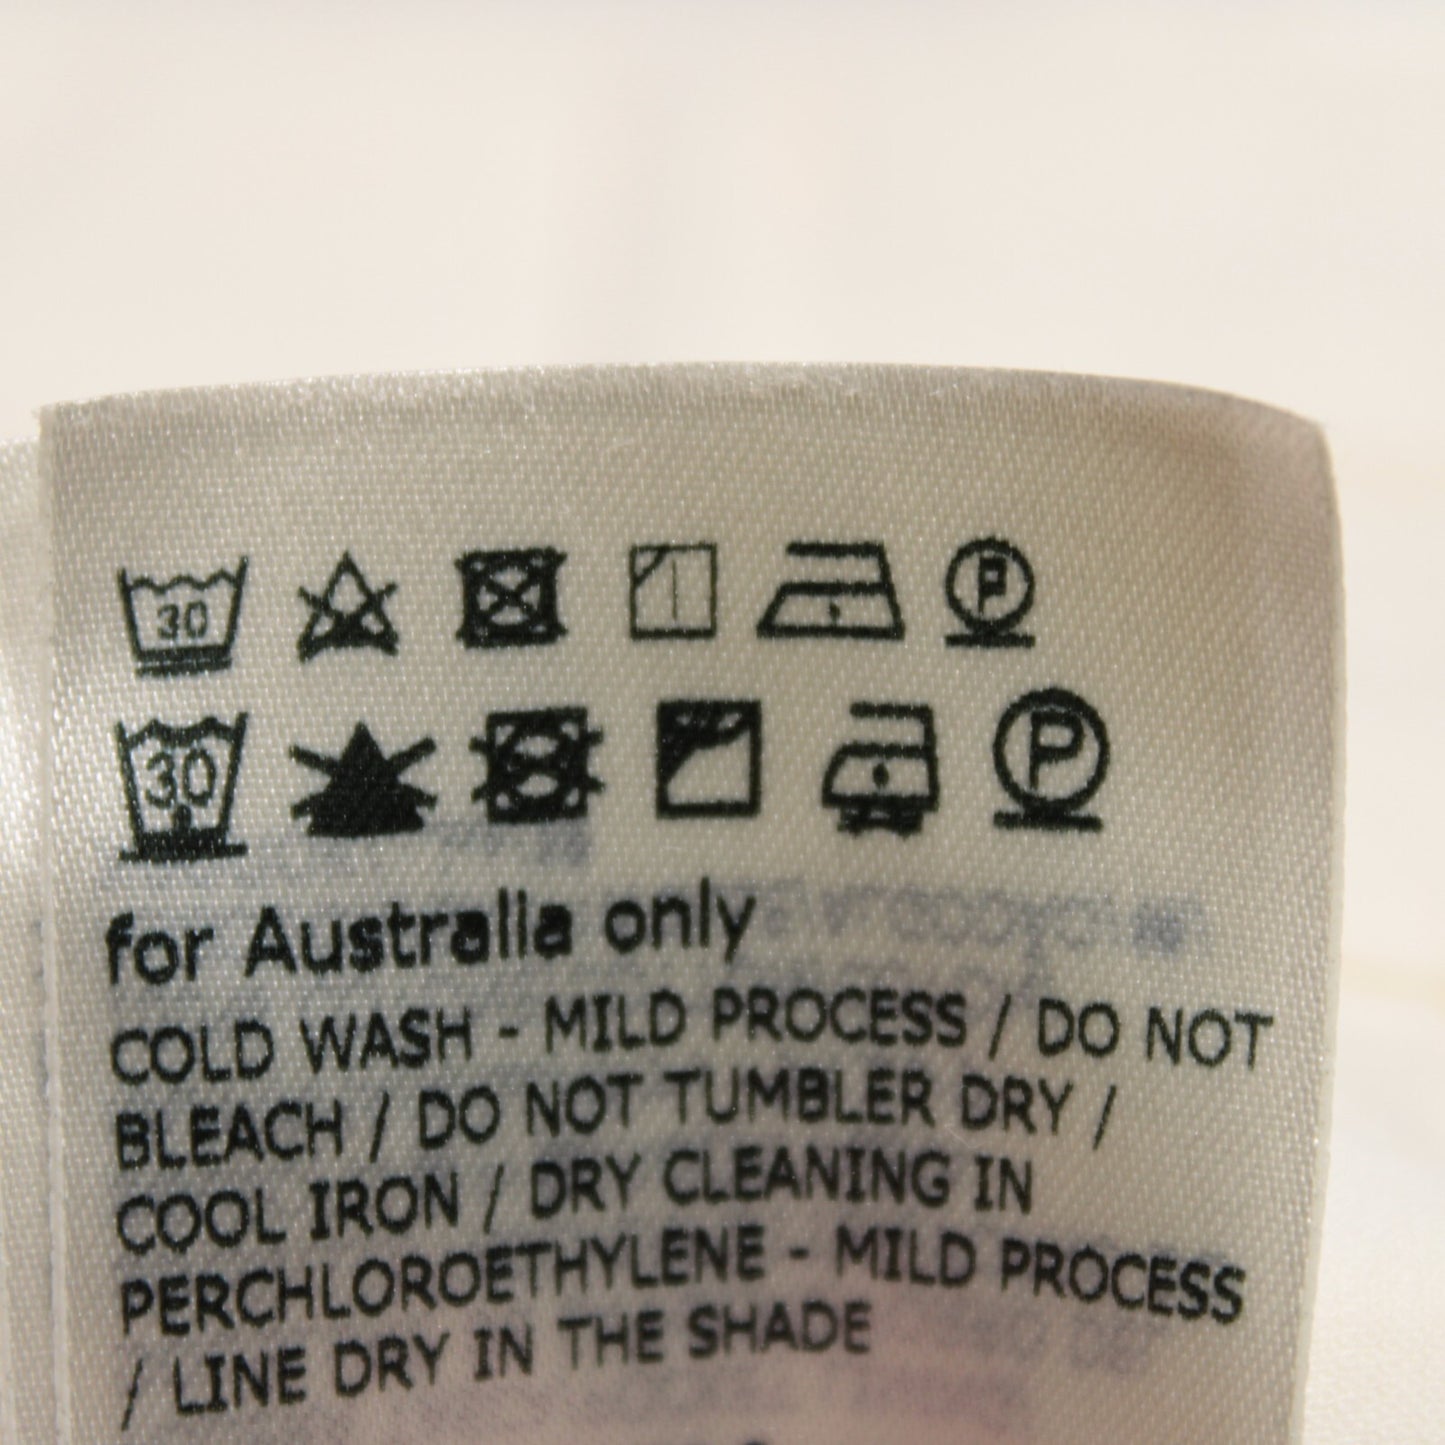 30 P
30 P
for Australia only
COLD WASH - MILD PROCESS / DO NOT
BLEACH / DO NOT TUMBLER DRY /
COOL IRON / DRY CLEANING IN
PERCHLOROETHYLENE - MILD PROCESS
/ LINE DRY IN THE SHADE